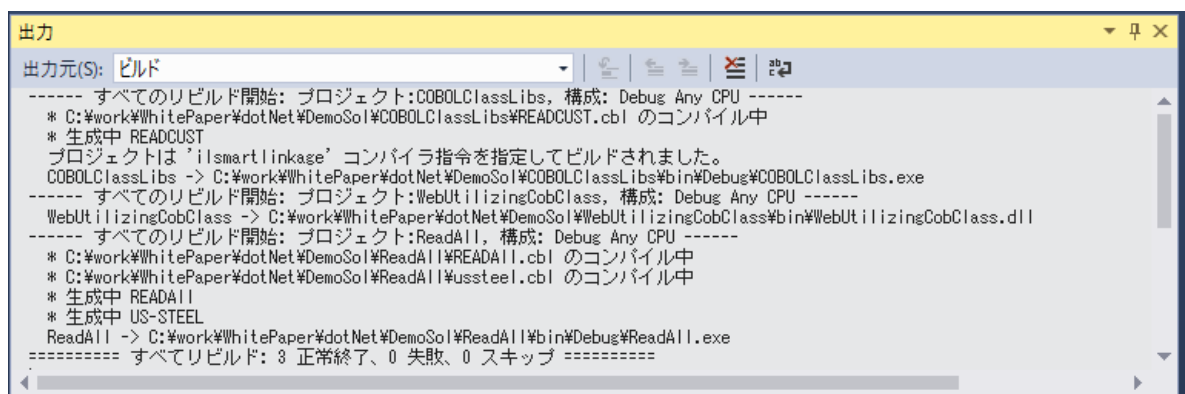 出力
出力元(S): ビルド
------ すべてのリビルド開始: プロジェクト:COBOLClassLibs, 構成: Debug Any CPU ------
* C:¥work¥WhitePaper¥dotNet¥DemoSol¥COBOLClassLibs¥READCUST.cbl のコンパイル中
* 生成中 READCUST
プロジェクトは 'ilsmartlinkage' コンパイラ指令を指定してビルドされました。
COBOLClassLibs -> C:¥work¥WhitePaper¥dotNet¥DemoSol¥COBOLClassLibs¥bin¥Debug¥COBOLClassLibs.exe
------ すべてのリビルド開始: プロジェクト:WebUtilizingCobClass, 構成: Debug Any CPU ------
WebUtilizingCobClass -> C:¥work¥WhitePaper¥dotNet¥DemoSol¥WebUtilizingCobClass¥bin¥WebUtilizingCobClass.dll
------ すべてのリビルド開始: プロジェクト:ReadAll, 構成: Debug Any CPU ------
* C:¥work¥WhitePaper¥dotNet¥DemoSol¥ReadAll¥READAll.cbl のコンパイル中
* C:¥work¥WhitePaper¥dotNet¥DemoSol¥ReadAll¥ussteel.cbl のコンパイル中
* 生成中 READAll
* 生成中 US-STEEL
ReadAll -> C:¥work¥WhitePaper¥dotNet¥DemoSol¥ReadAll¥bin¥Debug¥ReadAll.exe
========== すべてリビルド: 3 正常終了、0 失敗、0 スキップ ==========